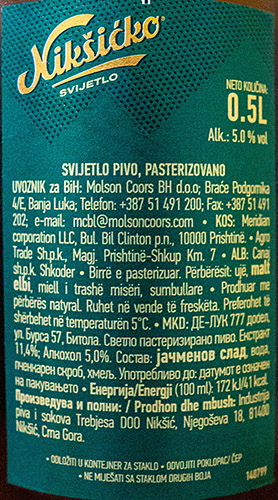 Nikšićko
SVIJETLO
NETO KOLIČINA:
0.5L
Alk.: 5.0% vol
SVIJETLO PIVO, PASTERIZOVANO
UVOZNIK za BiH: Molson Coors BH d.o.o; Braće Podgornika
4/E, Banja Luka; Telefon: +387 51 491 200; Fax: +387 51 491
202; e-mail: mcbl@molsoncoors.com • KOS: Meridian
corporation LLC, Bul. Bil Clinton p.n., 10000 Prishtinë. • Agm
Trade Sh.p.k., Magj. Prishtinë-Shkup Km. 7 • ALB: Canaj
sh.p.k. Shkoder • Birrë e pasterizuar. Përbërësit: ujë, malt
elbi, miell i trashë misëri, sumbullare • Prodhuar me
përbërës natyral. Ruhet në vende të freskëta. Preferohet të
shërbehet në temperaturën 5°C. • MKD: ДЕ-ЛУК 777 дооел,
ул. Бурса 57, Битола. Светло пастеризирано пиво. Екстракт
11,4%; Алкохол 5,0%. Состав: јачменов слад, вода,
пченкарен скроб, хмељ. Употребливо до: датумот е означен
на пакувањето • Енергија/Energji (100 ml): 172 kJ/41 kcal
Произведува и полни: / Prodhon dhe mbush: Industrija
piva i sokova Trebjesa DOO Nikšić, Njegoševa 18, 81400
Nikšić, Crna Gora.
140799
• ODLOŽITI U KONTEJNER ZA STAKLO • ODVOJITI POKLOPAC/ ČEP
• NE MIJEŠATI SA STAKLOM DRUGIH BOJA